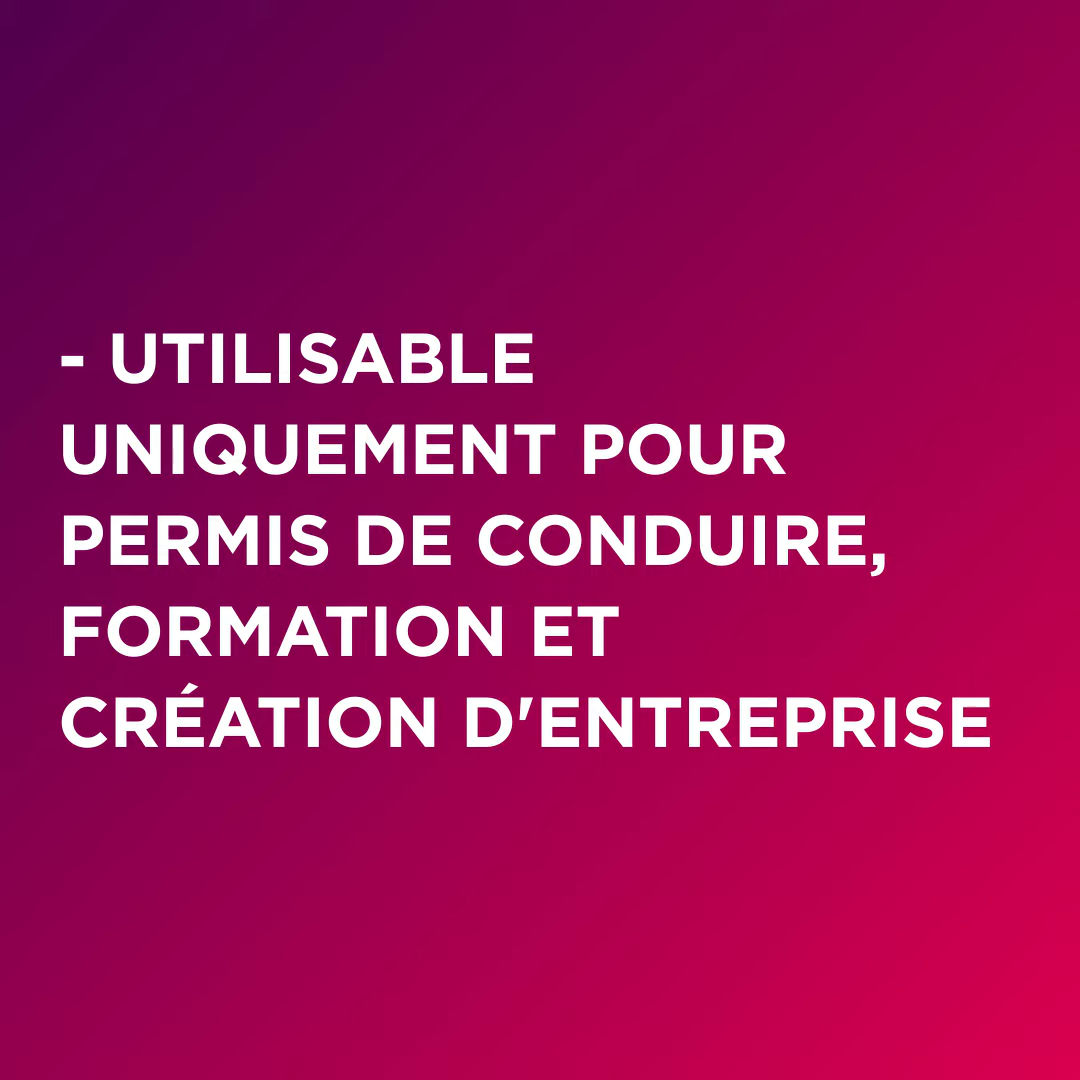 - UTILISABLE
UNIQUEMENT POUR
PERMIS DE CONDUIRE,
FORMATION ET
CRÉATION D'ENTREPRISE